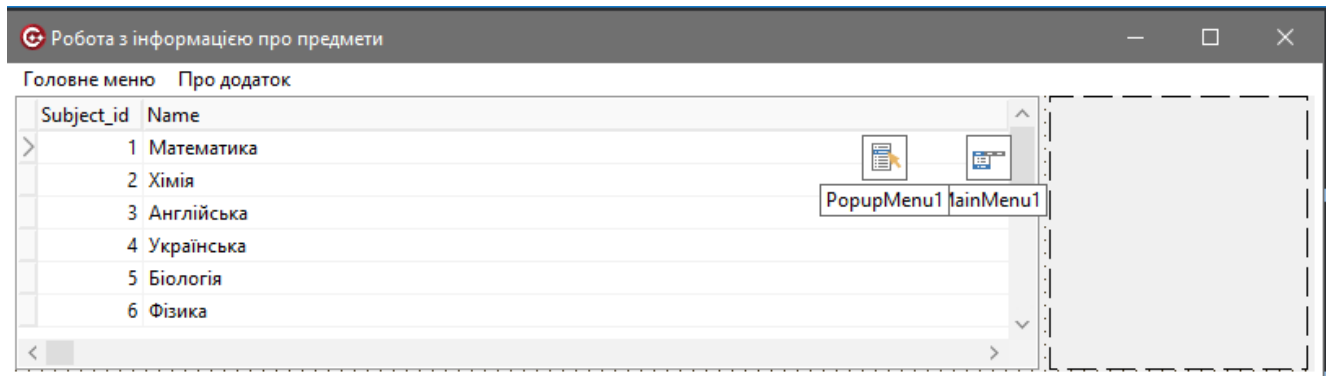 Робота з інформацією про предмети
Головне меню Про додаток
Subject_id Name
1 Математика
2 Хімія
3 Англійська
4 Українська
5 Біологія
6 Фізика
PopupMenu1 MainMenu1